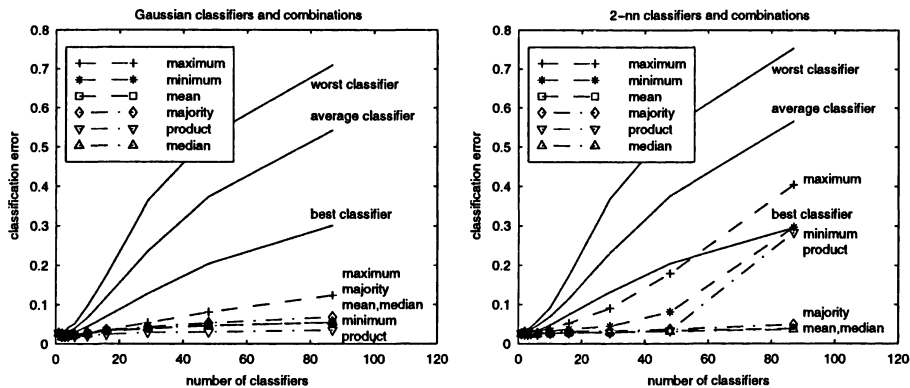 Gaussian classifiers and combinations
0.8
0.7
0.6
0.5
0.4
0.3
0.2
0.1
0
classification error
maximum
minimum
mean
majority
product
median
worst classifier
average classifier
best classifier
maximum
majority
mean,median
minimum
product
0
20
40
60
80
100
120
number of classifiers
2-nn classifiers and combinations
0.8
0.7
0.6
0.5
0.4
0.3
0.2
0.1
0
classification error
maximum
minimum
mean
majority
product
median
worst classifier
average classifier
maximum
best classifier
minimum
product
majority
mean,median
0
20
40
60
80
100
120
number of classifiers